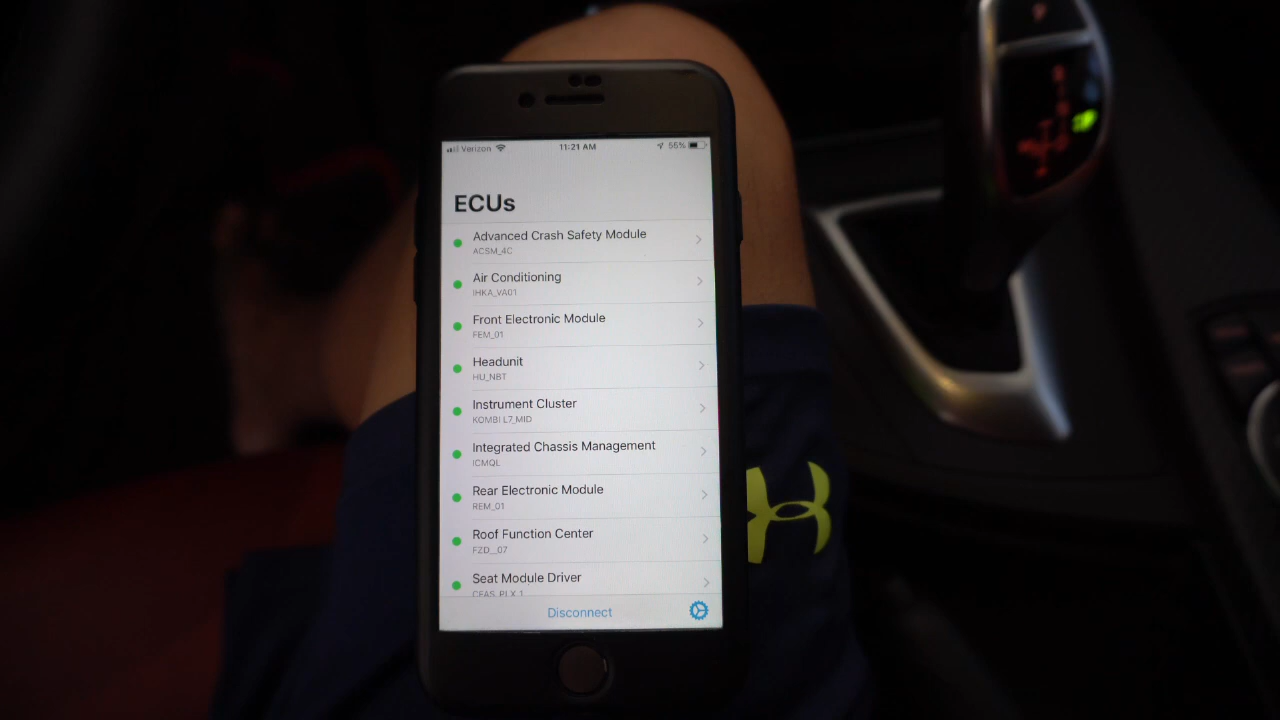 Verizon 11:21 AM 55%
ECUs
Advanced Crash Safety Module
ACSM_4C
Air Conditioning
IHKA_VA01
Front Electronic Module
FEM_01
Headunit
HU_NBT
Instrument Cluster
KOMBI L7_MID
Integrated Chassis Management
ICMQL
Rear Electronic Module
REM_01
Roof Function Center
FZD__07
Seat Module Driver
Disconnect